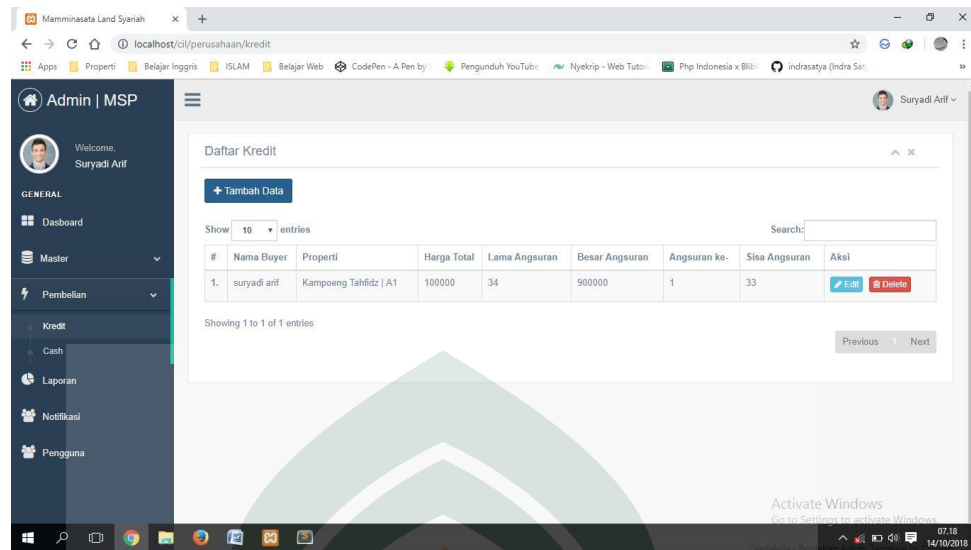 Mamminasata Land Syariah
localhost/cil/perusahaan/kredit
Apps Properti Belajar Inggris ISLAM Belajar Web CodePen - A Pen by Pengunduh YouTube Nyekrip - Web Tutori Php Indonesia x Blibli indrasatya (Indra Saty
Admin | MSP
Suryadi Arif
Welcome,
Suryadi Arif
GENERAL
Dasboard
Master
Pembelian
Kredit
Cash
Laporan
Notifikasi
Pengguna
Daftar Kredit
+ Tambah Data
Show 10 entries
Search:
# Nama Buyer Properti Harga Total Lama Angsuran Besar Angsuran Angsuran ke- Sisa Angsuran Aksi
1. suryadi arif Kampoeng Tahfidz | A1 100000 34 900000 1 33 Edit Delete
Showing 1 to 1 of 1 entries
Previous 1 Next
Activate Windows
Go to Settings to activate Windows.
07.18
14/10/2018